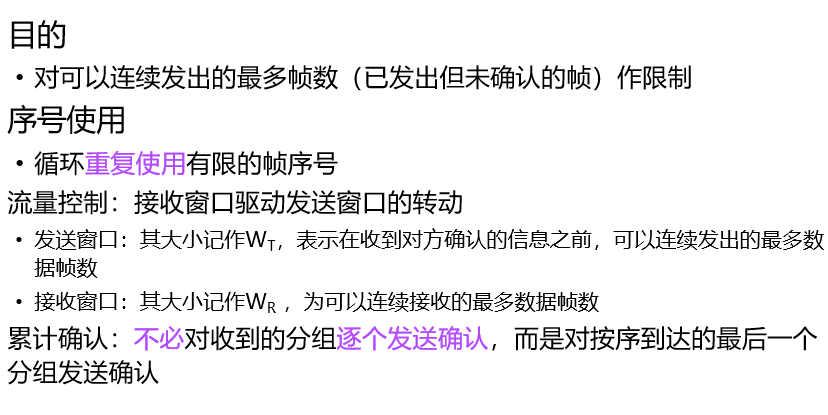 目的
• 对可以连续发出的最多帧数（已发出但未确认的帧）作限制
序号使用
• 循环重复使用有限的帧序号
流量控制：接收窗口驱动发送窗口的转动
• 发送窗口：其大小记作WT，表示在收到对方确认的信息之前，可以连续发出的最多数
据帧数
• 接收窗口：其大小记作WR ，为可以连续接收的最多数据帧数
累计确认：不必对收到的分组逐个发送确认，而是对按序到达的最后一个
分组发送确认